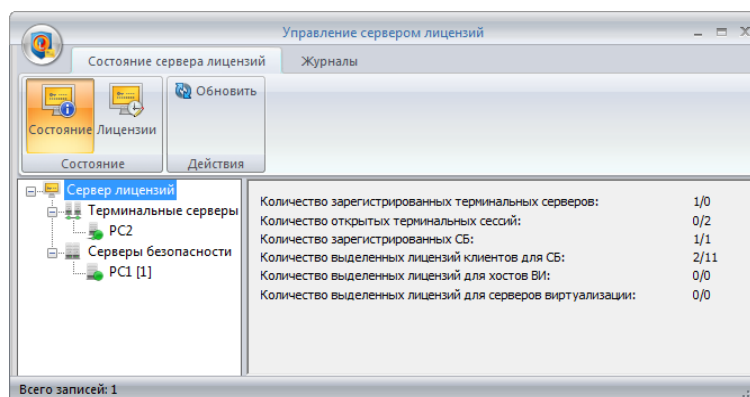 Управление сервером лицензий
Состояние сервера лицензий Журналы
Обновить
Состояние Лицензии
Состояние Действия
Сервер лицензий
Терминальные серверы
PC2
Серверы безопасности
PC1 [1]
Количество зарегистрированных терминальных серверов: 1/0
Количество открытых терминальных сессий: 0/2
Количество зарегистрированных СБ: 1/1
Количество выделенных лицензий клиентов для СБ: 2/11
Количество выделенных лицензий для хостов ВИ: 0/0
Количество выделенных лицензий для серверов виртуализации: 0/0
Всего записей: 1